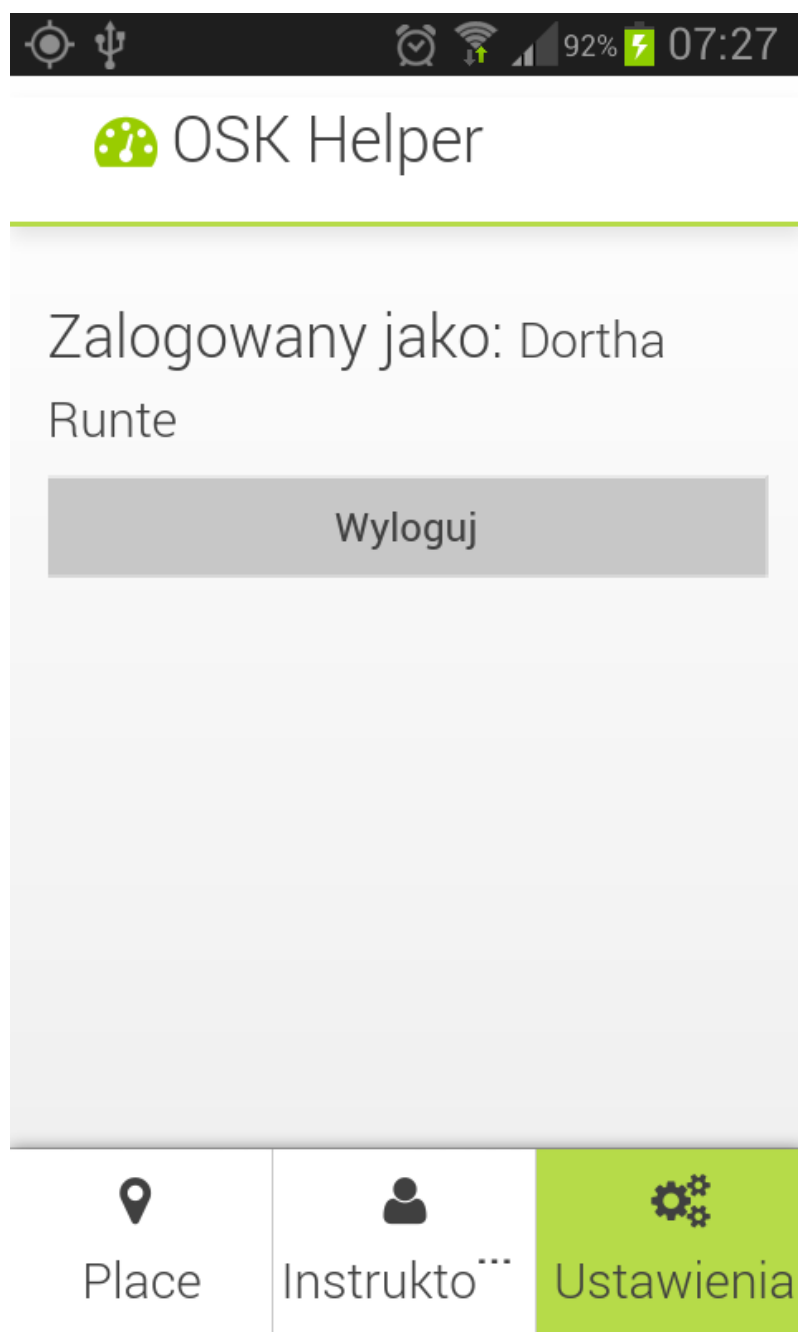 92% 07:27
OSK Helper
Zalogowany jako: Dortha
Runte
Wyloguj
Place Instrukto... Ustawienia